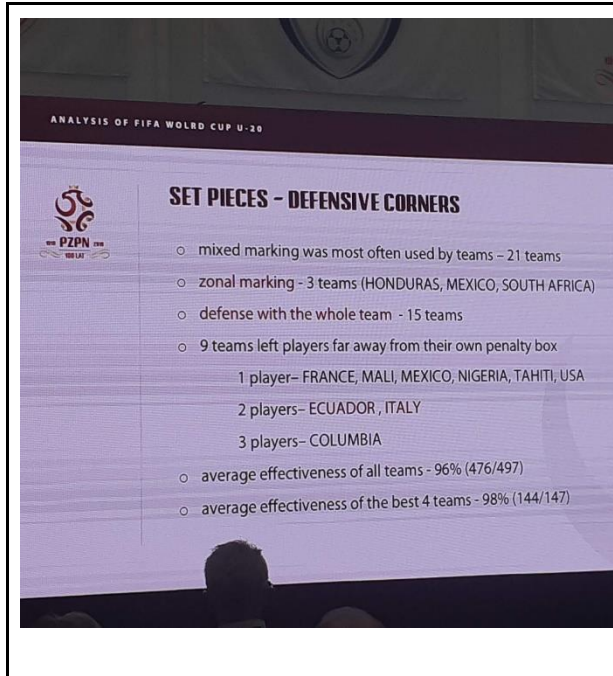 ANALYSIS OF FIFA WOLRD CUP U-20
PZPN
100 LAT
SET PIECES – DEFENSIVE CORNERS
○ mixed marking was most often used by teams – 21 teams
○ zonal marking - 3 teams (HONDURAS, MEXICO, SOUTH AFRICA)
○ defense with the whole team - 15 teams
○ 9 teams left players far away from their own penalty box
1 player– FRANCE, MALI, MEXICO, NIGERIA, TAHITI, USA
2 players– ECUADOR , ITALY
3 players– COLUMBIA
○ average effectiveness of all teams - 96% (476/497)
○ average effectiveness of the best 4 teams - 98% (144/147)